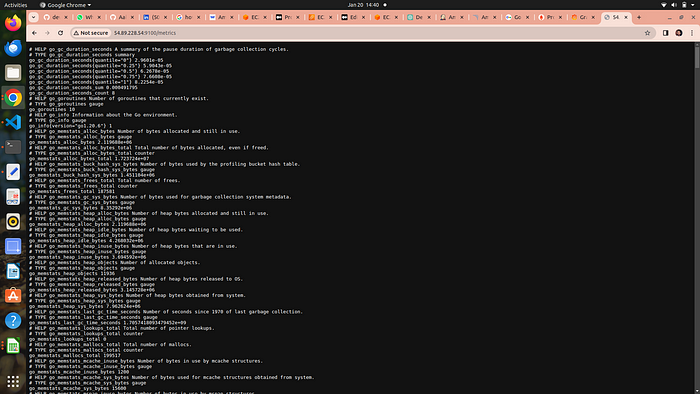 Activities
Google Chrome
Jan 20 14:40
Not secure
54.89.228.54:9100/metrics
# HELP go_gc_duration_seconds A summary of the pause duration of garbage collection cycles.
# TYPE go_gc_duration_seconds summary
go_gc_duration_seconds{quantile="0"} 2.9601e-05
go_gc_duration_seconds{quantile="0.25"} 5.9043e-05
go_gc_duration_seconds{quantile="0.5"} 6.2678e-05
go_gc_duration_seconds{quantile="0.75"} 7.6608e-05
go_gc_duration_seconds{quantile="1"} 8.2254e-05
go_gc_duration_seconds_sum 0.000491795
go_gc_duration_seconds_count 8
# HELP go_goroutines Number of goroutines that currently exist.
# TYPE go_goroutines gauge
go_goroutines 10
# HELP go_info Information about the Go environment.
# TYPE go_info gauge
go_info{version="go1.20.6"} 1
# HELP go_memstats_alloc_bytes Number of bytes allocated and still in use.
# TYPE go_memstats_alloc_bytes gauge
go_memstats_alloc_bytes 2.119688e+06
# HELP go_memstats_alloc_bytes_total Total number of bytes allocated, even if freed.
# TYPE go_memstats_alloc_bytes_total counter
go_memstats_alloc_bytes_total 1.723724e+07
# HELP go_memstats_buck_hash_sys_bytes Number of bytes used by the profiling bucket hash table.
# TYPE go_memstats_buck_hash_sys_bytes gauge
go_memstats_buck_hash_sys_bytes 1.451104e+06
# HELP go_memstats_frees_total Total number of frees.
# TYPE go_memstats_frees_total counter
go_memstats_frees_total 187581
# HELP go_memstats_gc_sys_bytes Number of bytes used for garbage collection system metadata.
# TYPE go_memstats_gc_sys_bytes gauge
go_memstats_gc_sys_bytes 8.35292e+06
# HELP go_memstats_heap_alloc_bytes Number of heap bytes allocated and still in use.
# TYPE go_memstats_heap_alloc_bytes gauge
go_memstats_heap_alloc_bytes 2.119688e+06
# HELP go_memstats_heap_idle_bytes Number of heap bytes waiting to be used.
# TYPE go_memstats_heap_idle_bytes gauge
go_memstats_heap_idle_bytes 4.268032e+06
# HELP go_memstats_heap_inuse_bytes Number of heap bytes that are in use.
# TYPE go_memstats_heap_inuse_bytes gauge
go_memstats_heap_inuse_bytes 3.694592e+06
# HELP go_memstats_heap_objects Number of allocated objects.
# TYPE go_memstats_heap_objects gauge
go_memstats_heap_objects 11936
# HELP go_memstats_heap_released_bytes Number of heap bytes released to OS.
# TYPE go_memstats_heap_released_bytes gauge
go_memstats_heap_released_bytes 3.145728e+06
# HELP go_memstats_heap_sys_bytes Number of heap bytes obtained from system.
# TYPE go_memstats_heap_sys_bytes gauge
go_memstats_heap_sys_bytes 7.962624e+06
# HELP go_memstats_last_gc_time_seconds Number of seconds since 1970 of last garbage collection.
# TYPE go_memstats_last_gc_time_seconds gauge
go_memstats_last_gc_time_seconds 1.7057418093479452e+09
# HELP go_memstats_lookups_total Total number of pointer lookups.
# TYPE go_memstats_lookups_total counter
go_memstats_lookups_total 0
# HELP go_memstats_mallocs_total Total number of mallocs.
# TYPE go_memstats_mallocs_total counter
go_memstats_mallocs_total 199517
# HELP go_memstats_mcache_inuse_bytes Number of bytes in use by mcache structures.
# TYPE go_memstats_mcache_inuse_bytes gauge
go_memstats_mcache_inuse_bytes 1200
# HELP go_memstats_mcache_sys_bytes Number of bytes used for mcache structures obtained from system.
# TYPE go_memstats_mcache_sys_bytes gauge
go_memstats_mcache_sys_bytes 15600